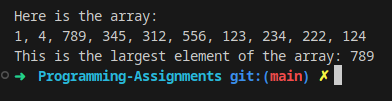 Here is the array:
1, 4, 789, 345, 312, 556, 123, 234, 222, 124
This is the largest element of the array: 789
➜ Programming-Assignments git:(main) ✗